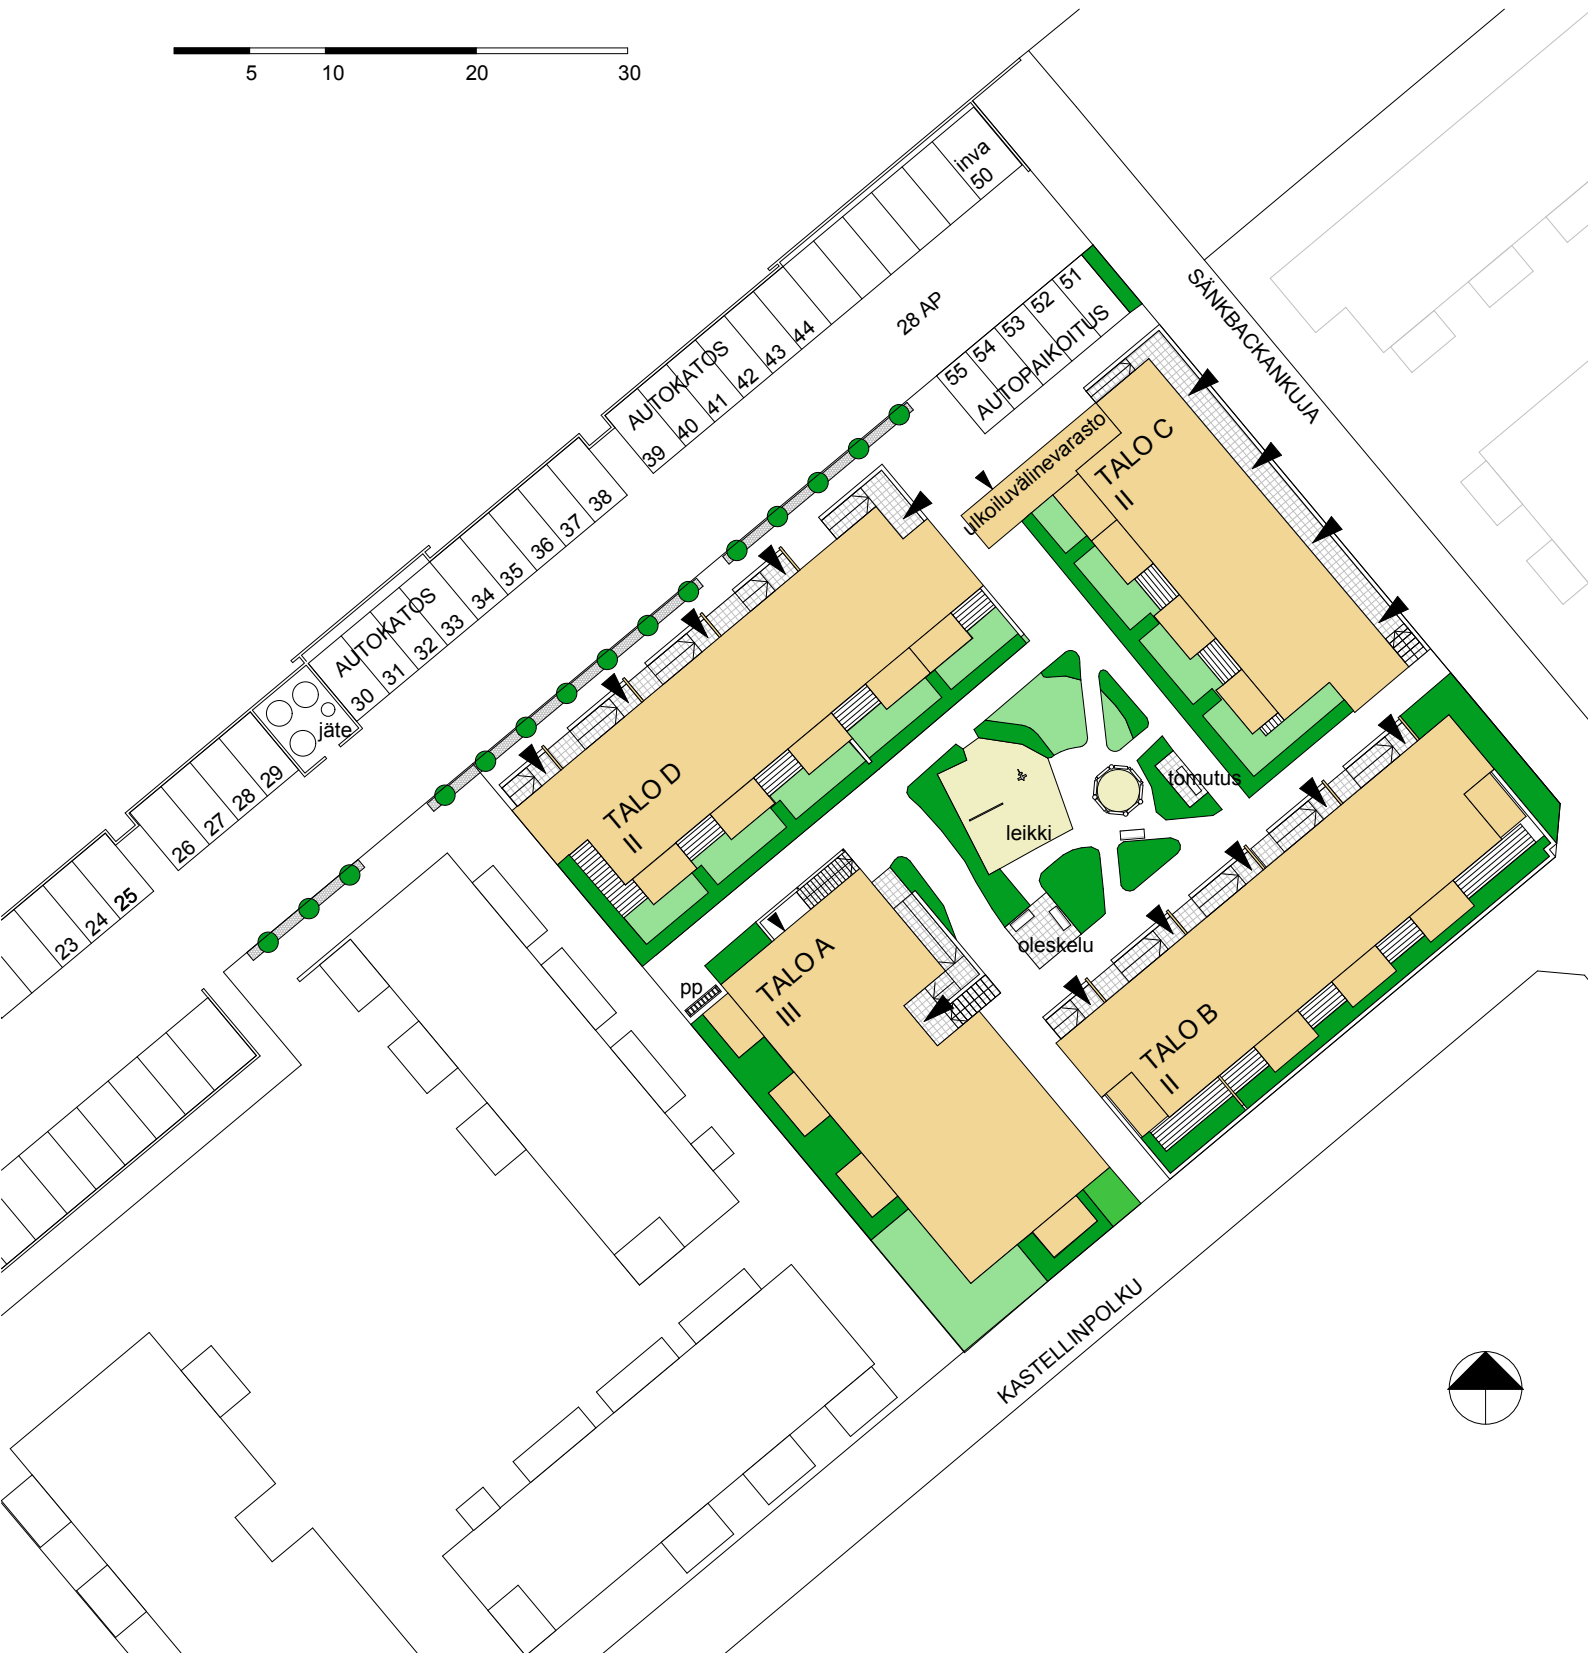 5 10 20 30
inva
50
28 AP
51
52
53
54
55
AUTOPAIKOITUS
SÄNKBACKANKUJA
AUTOKATOS
44
43
42
41
40
39
38
37
36
35
34
33
32
31
30
AUTOKATOS
jäte
29
28
27
26
25
24
23
ulkoiluvälinevarasto
TALO C
II
TALO D
II
tomutus
leikki
oleskelu
pp
TALO A
III
TALO B
II
KASTELLINPOLKU